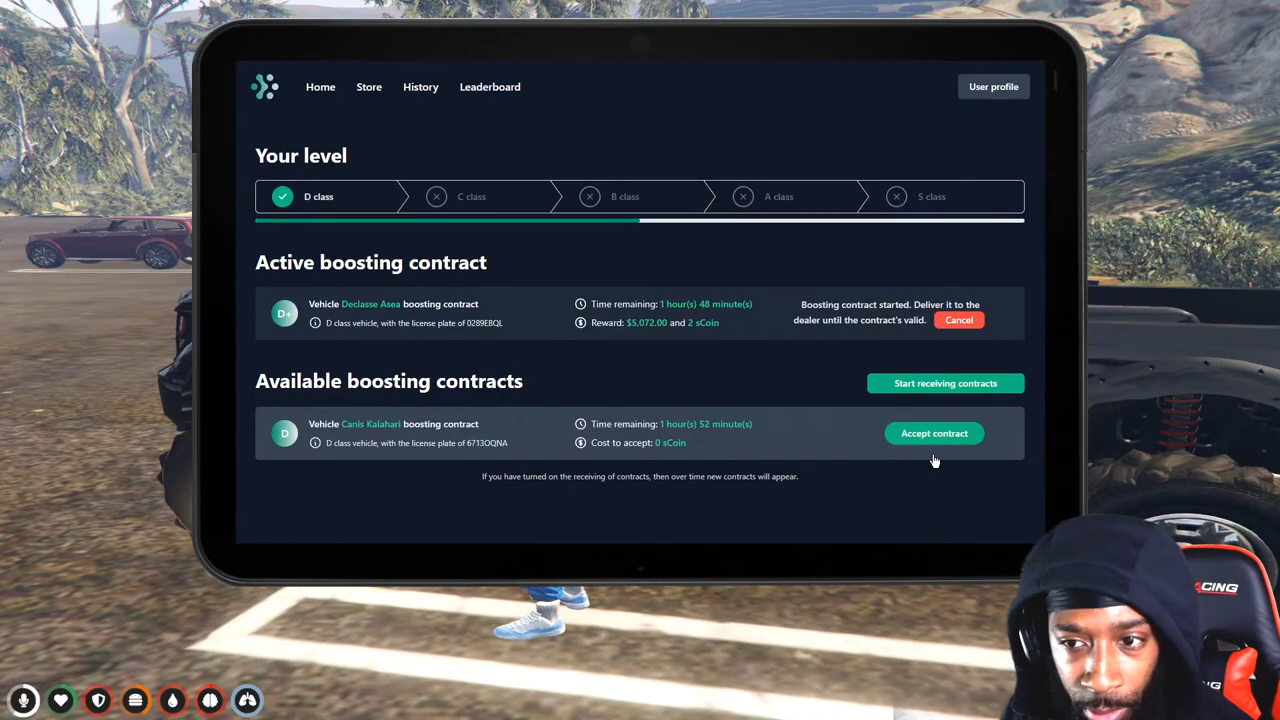 Home Store History Leaderboard User profile
Your level
D class C class B class A class S class
Active boosting contract
D+
Vehicle Declasse Asea boosting contract
D class vehicle, with the license plate of 0289EBQL
Time remaining: 1 hour(s) 48 minute(s)
Reward: $5,072.00 and 2 sCoin
Boosting contract started. Deliver it to the
dealer until the contract's valid. Cancel
Available boosting contracts
Start receiving contracts
D
Vehicle Canis Kalahari boosting contract
D class vehicle, with the license plate of 6713OQNA
Time remaining: 1 hour(s) 52 minute(s)
Cost to accept: 0 sCoin
Accept contract
If you have turned on the receiving of contracts, then over time new contracts will appear.